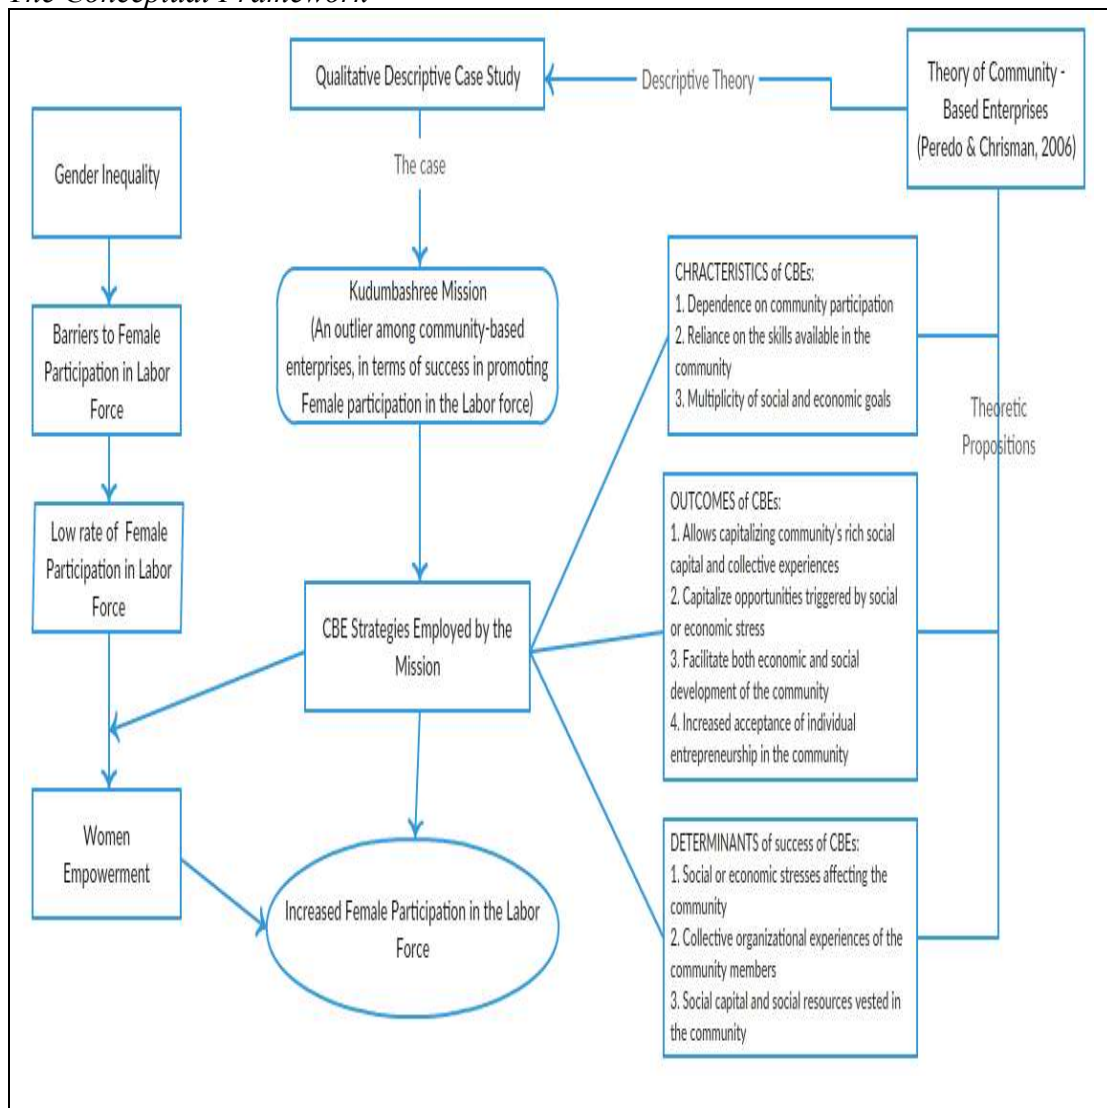 The Conceptual Framework
Qualitative Descriptive Case Study
Descriptive Theory
Theory of Community -
Based Enterprises
(Peredo & Chrisman, 2006)
Gender Inequality
The case
Kudumbashree Mission
(An outlier among community-based
enterprises, in terms of success in promoting
Female participation in the Labor force)
Barriers to Female
Participation in Labor
Force
CHRACTERISTICS of CBEs:
1. Dependence on community participation
2. Reliance on the skills available in the
community
3. Multiplicity of social and economic goals
Theoretic
Propositions
Low rate of Female
Participation in Labor
Force
OUTCOMES of CBEs:
1. Allows capitalizing community's rich social
capital and collective experiences
2. Capitalize opportunities triggered by social
or economic stress
3. Facilitate both economic and social
development of the community
4. Increased acceptance of individual
entrepreneurship in the community
CBE Strategies Employed by the
Mission
Women
Empowerment
DETERMINANTS of success of CBEs:
1. Social or economic stresses affecting the
community
2. Collective organizational experiences of the
community members
3. Social capital and social resources vested in
the community
Increased Female Participation in the Labor
Force